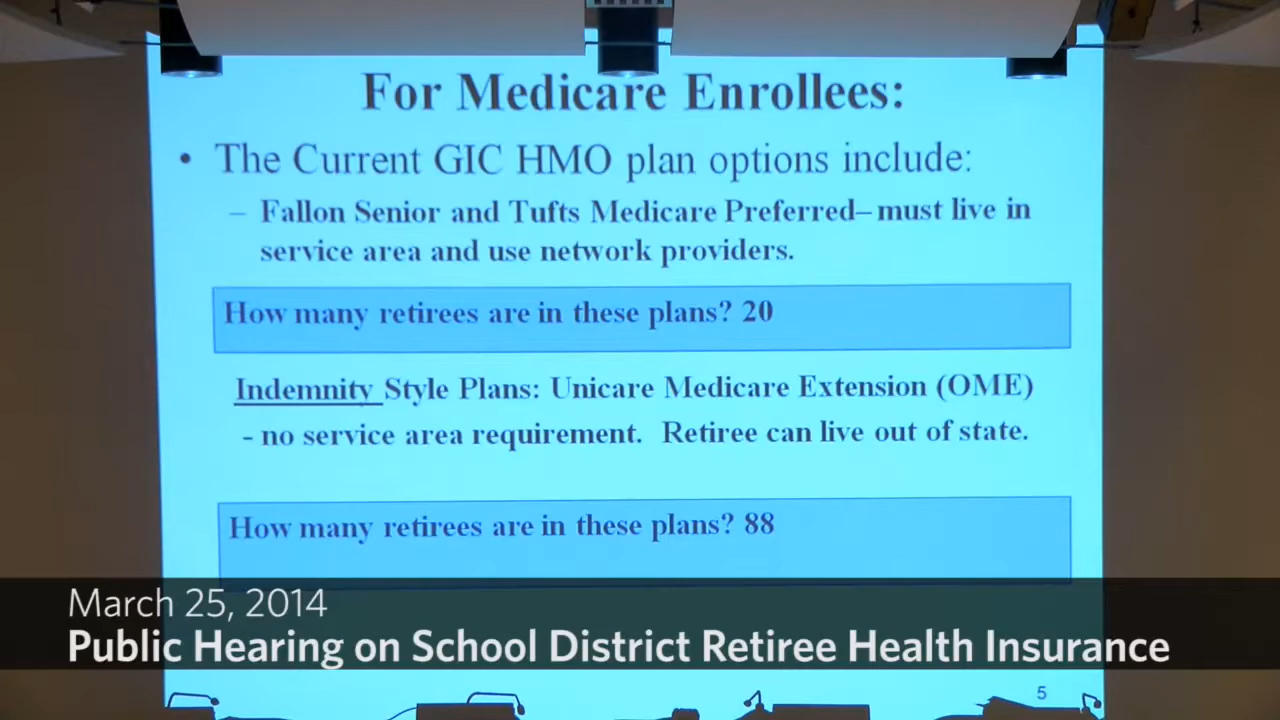 For Medicare Enrollees:
• The Current GIC HMO plan options include:
– Fallon Senior and Tufts Medicare Preferred– must live in
service area and use network providers.
How many retirees are in these plans? 20
Indemnity Style Plans: Unicare Medicare Extension (OME)
- no service area requirement. Retiree can live out of state.
How many retirees are in these plans? 88
March 25, 2014
Public Hearing on School District Retiree Health Insurance
5